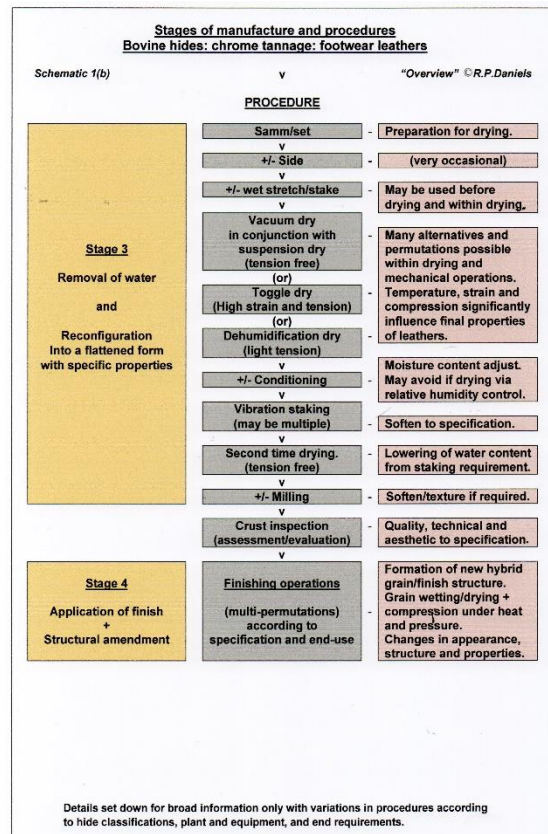 Stages of manufacture and procedures
Bovine hides: chrome tannage: footwear leathers
Schematic 1(b)
v
"Overview" ©R.P.Daniels
PROCEDURE
Stage 3
Removal of water
and
Reconfiguration
Into a flattened form
with specific properties
Samm/set
-
Preparation for drying.
v
+/- Side
-
(very occasional)
v
+/- wet stretch/stake
-
May be used before
drying and within drying.
v
Vacuum dry
in conjunction with
suspension dry
(tension free)
(or)
Toggle dry
(High strain and tension)
(or)
Dehumidification dry
(light tension)
-
Many alternatives and
permutations possible
within drying and
mechanical operations.
Temperature, strain and
compression significantly
influence final properties
of leathers.
v
+/- Conditioning
-
Moisture content adjust.
May avoid if drying via
relative humidity control.
v
Vibration staking
(may be multiple)
-
Soften to specification.
v
Second time drying.
(tension free)
-
Lowering of water content
from staking requirement.
v
+/- Milling
-
Soften/texture if required.
v
Crust inspection
(assessment/evaluation)
-
Quality, technical and
aesthetic to specification.
v
Stage 4
Application of finish
+
Structural amendment
Finishing operations
(multi-permutations)
according to
specification and end-use
-
Formation of new hybrid
grain/finish structure.
Grain wetting/drying +
compression under heat
and pressure.
Changes in appearance,
structure and properties.
Details set down for broad information only with variations in procedures according
to hide classifications, plant and equipment, and end requirements.